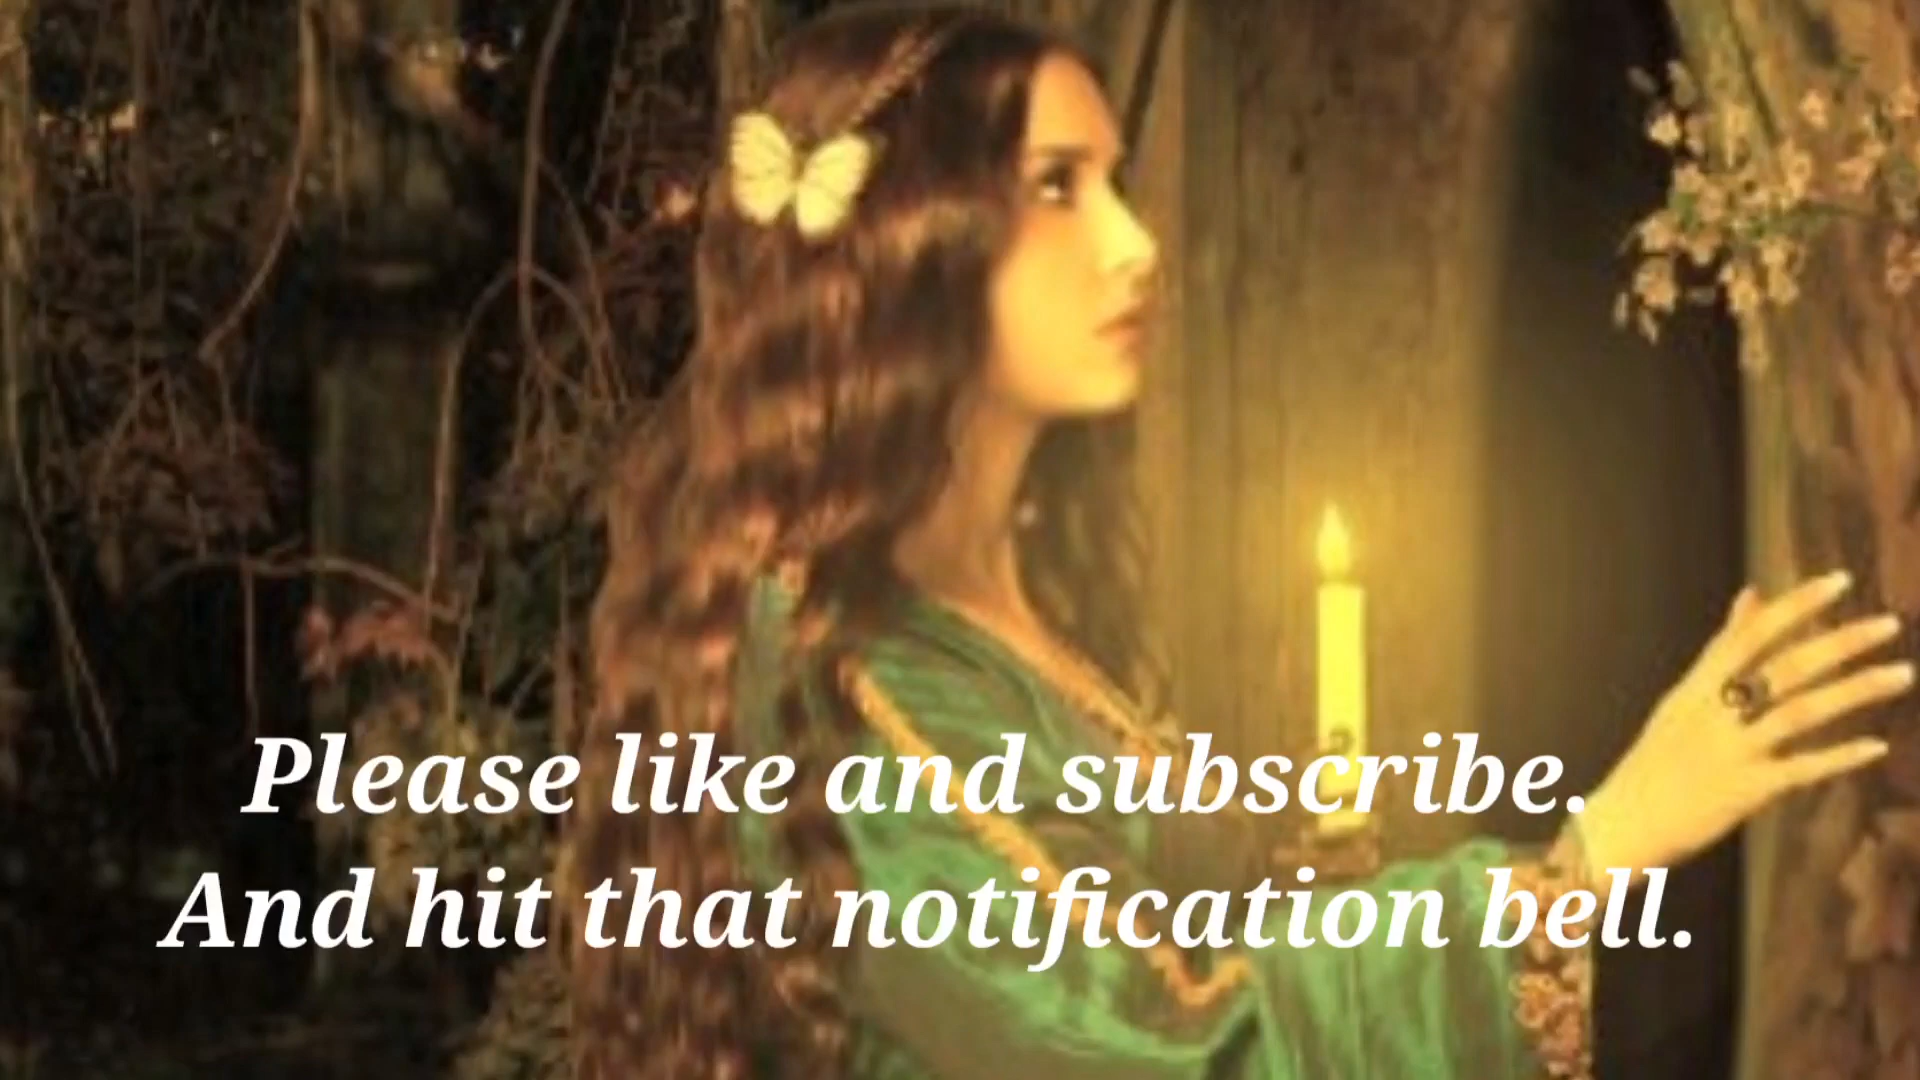 Please like and subscribe.
And hit that notification bell.